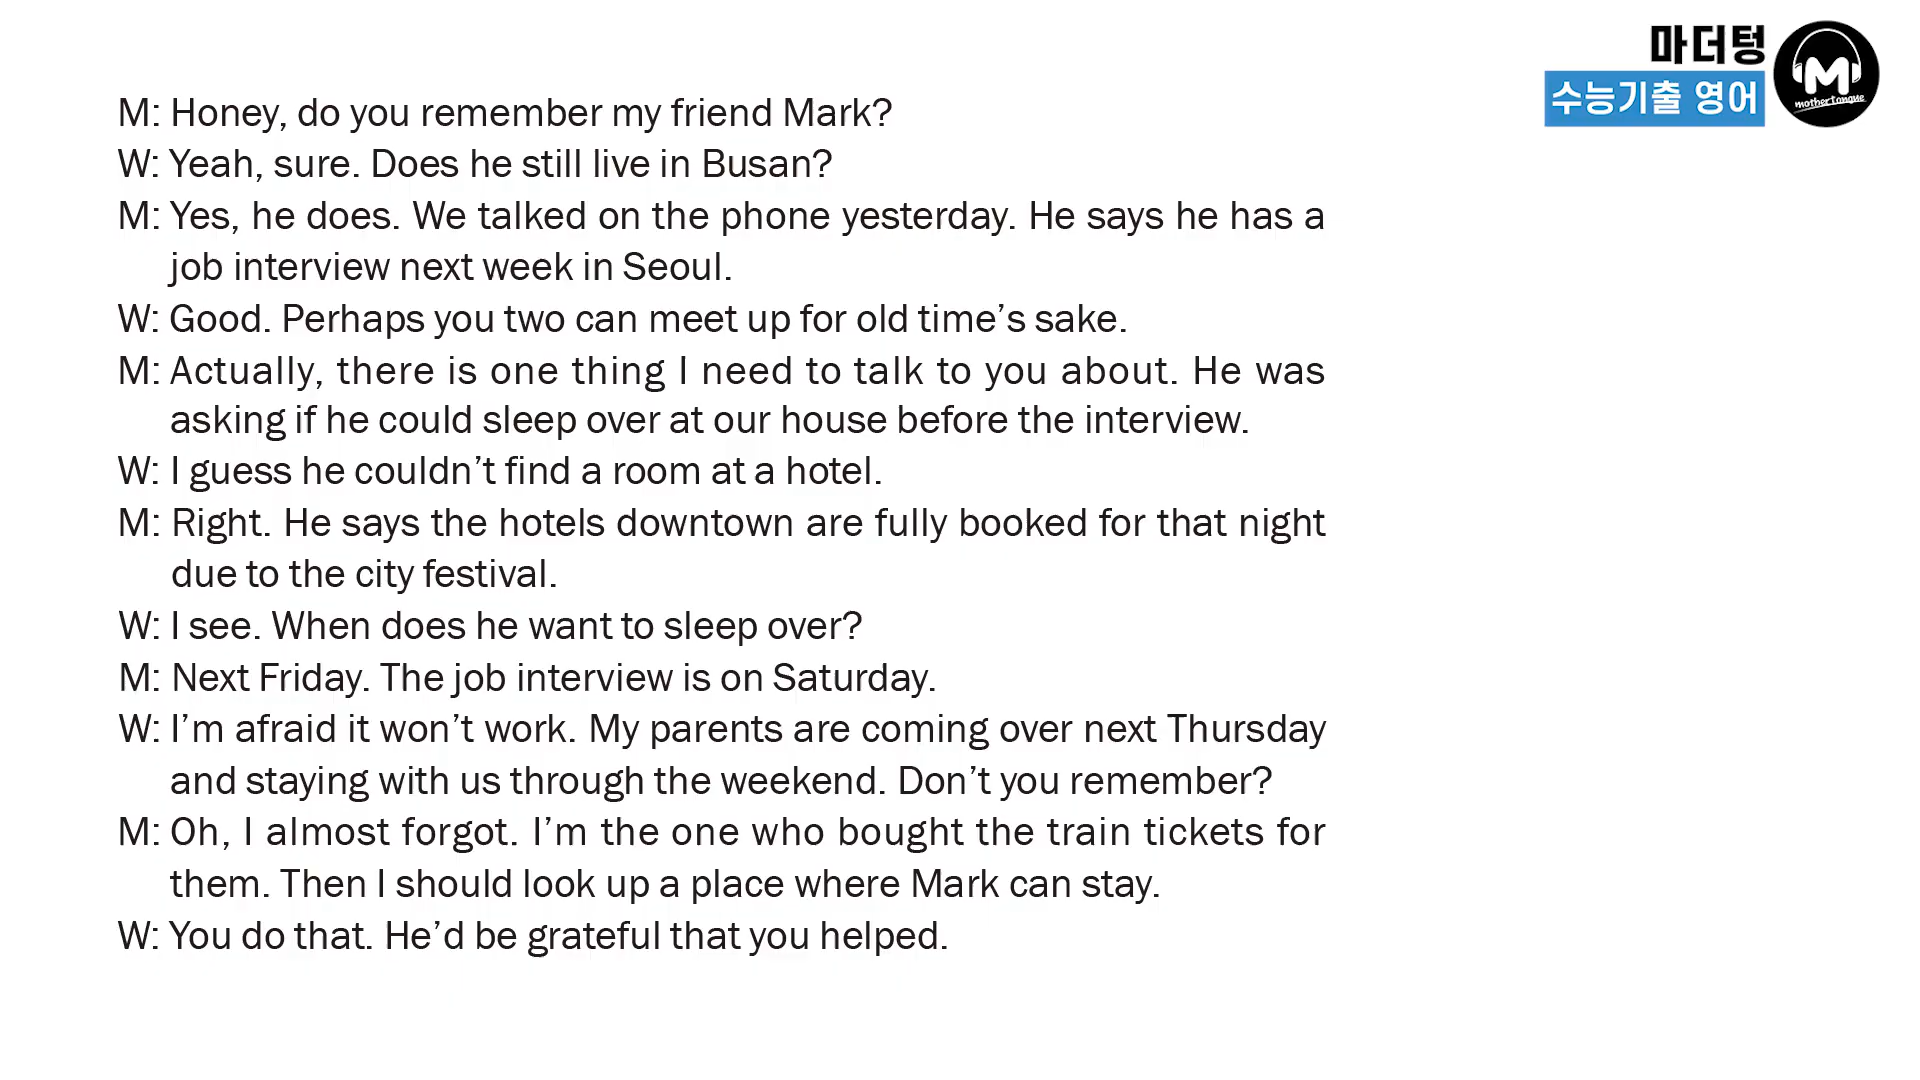 마더텅
수능기출 영어
M
mother tongue
M: Honey, do you remember my friend Mark?
W: Yeah, sure. Does he still live in Busan?
M: Yes, he does. We talked on the phone yesterday. He says he has a
job interview next week in Seoul.
W: Good. Perhaps you two can meet up for old time’s sake.
M: Actually, there is one thing I need to talk to you about. He was
asking if he could sleep over at our house before the interview.
W: I guess he couldn’t find a room at a hotel.
M: Right. He says the hotels downtown are fully booked for that night
due to the city festival.
W: I see. When does he want to sleep over?
M: Next Friday. The job interview is on Saturday.
W: I’m afraid it won’t work. My parents are coming over next Thursday
and staying with us through the weekend. Don’t you remember?
M: Oh, I almost forgot. I’m the one who bought the train tickets for
them. Then I should look up a place where Mark can stay.
W: You do that. He’d be grateful that you helped.